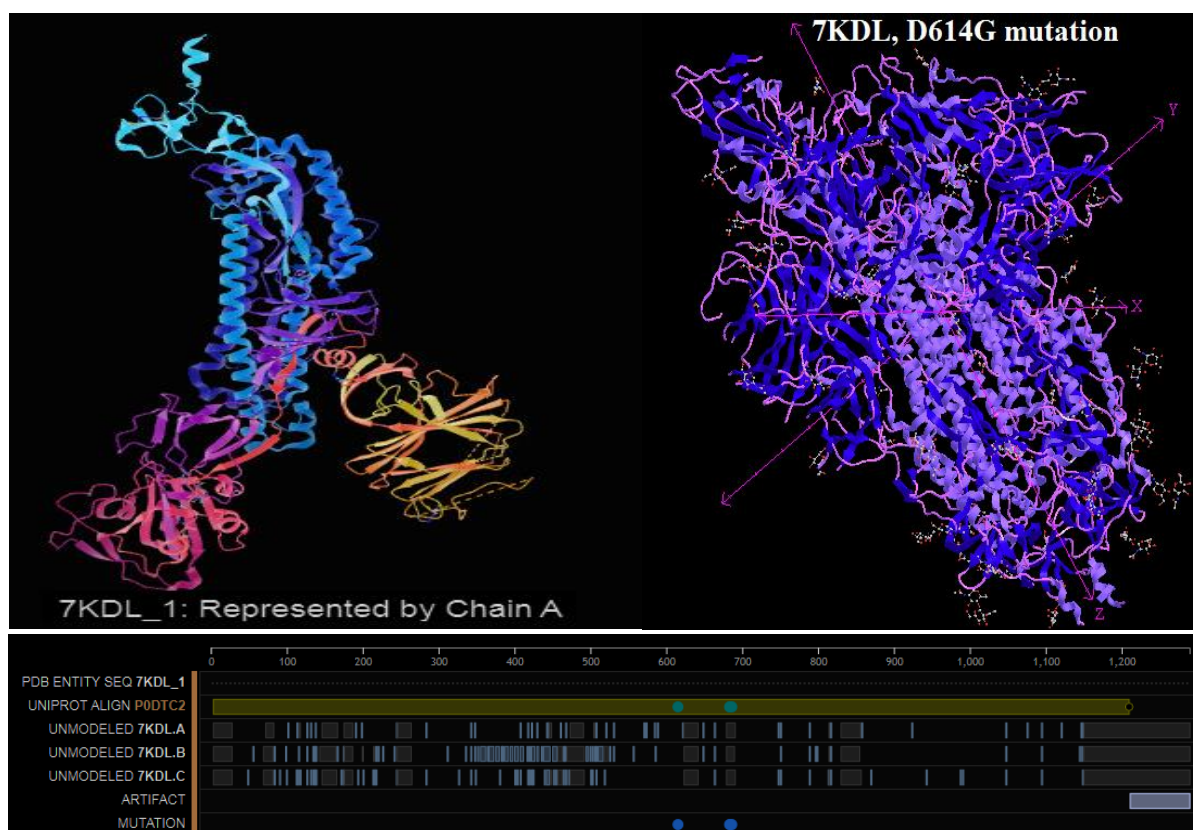 7KDL, D614G mutation
Y
X
Z
7KDL_1: Represented by Chain A
0 100 200 300 400 500 600 700 800 900 1,000 1,100 1,200
PDB ENTITY SEQ 7KDL_1
UNIPROT ALIGN P0DTC2
UNMODELED 7KDL.A
UNMODELED 7KDL.B
UNMODELED 7KDL.C
ARTIFACT
MUTATION